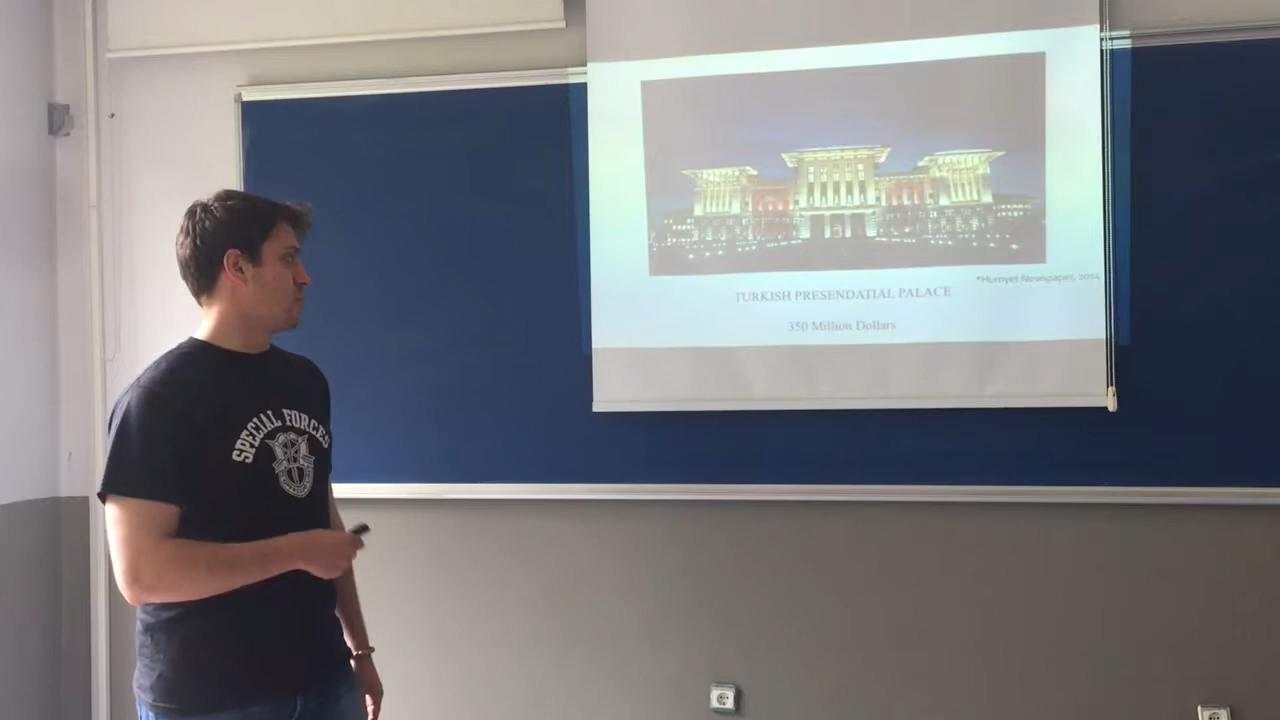 SPECIAL FORCES
*Hurriyet Newspaper, 2014
TURKISH PRESENDATIAL PALACE
350 Million Dollars